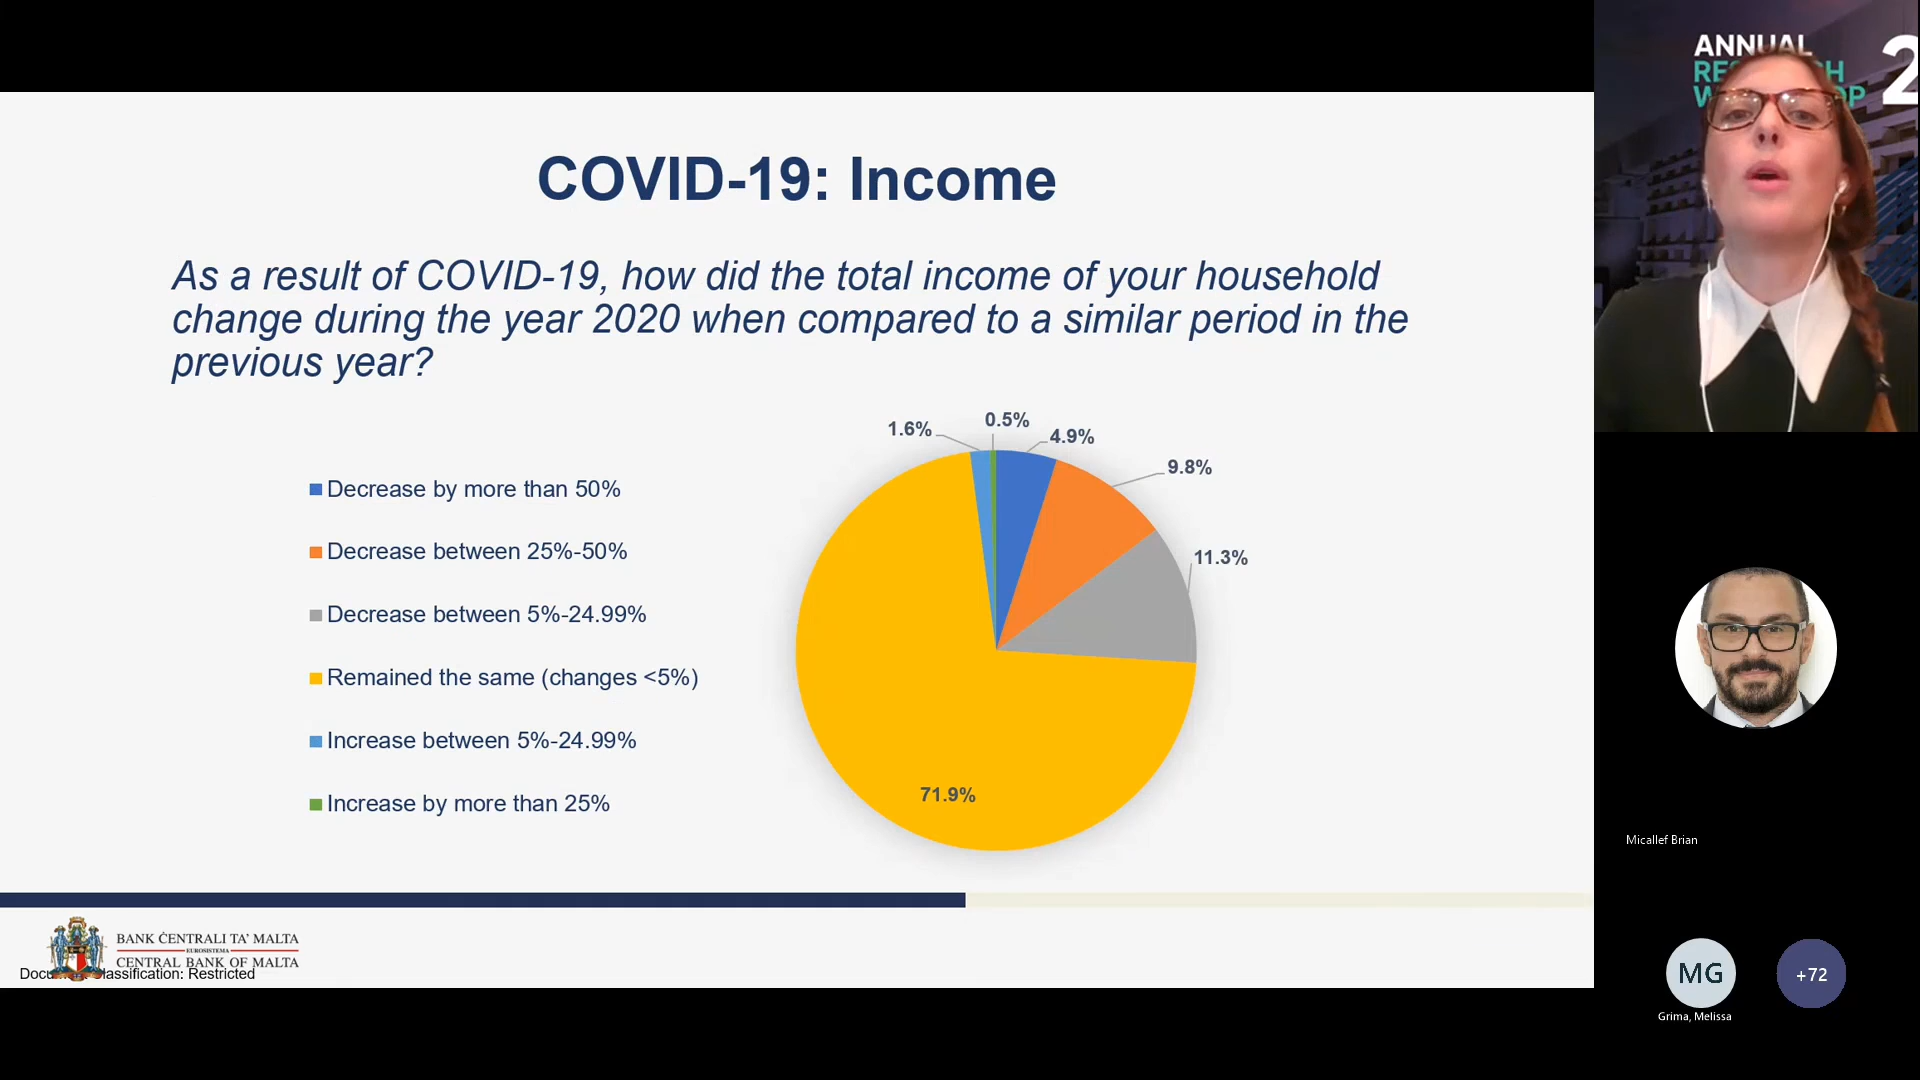 COVID-19: Income
As a result of COVID-19, how did the total income of your household
change during the year 2020 when compared to a similar period in the
previous year?
Decrease by more than 50%
Decrease between 25%-50%
Decrease between 5%-24.99%
Remained the same (changes <5%)
Increase between 5%-24.99%
Increase by more than 25%
1.6%
0.5%
4.9%
9.8%
11.3%
71.9%
BANK ĊENTRALI TA' MALTA
EUROSISTEMA
CENTRAL BANK OF MALTA
Classification: Restricted
ANNUAL
2
Micallef Brian
MG
+72
Grima, Melissa